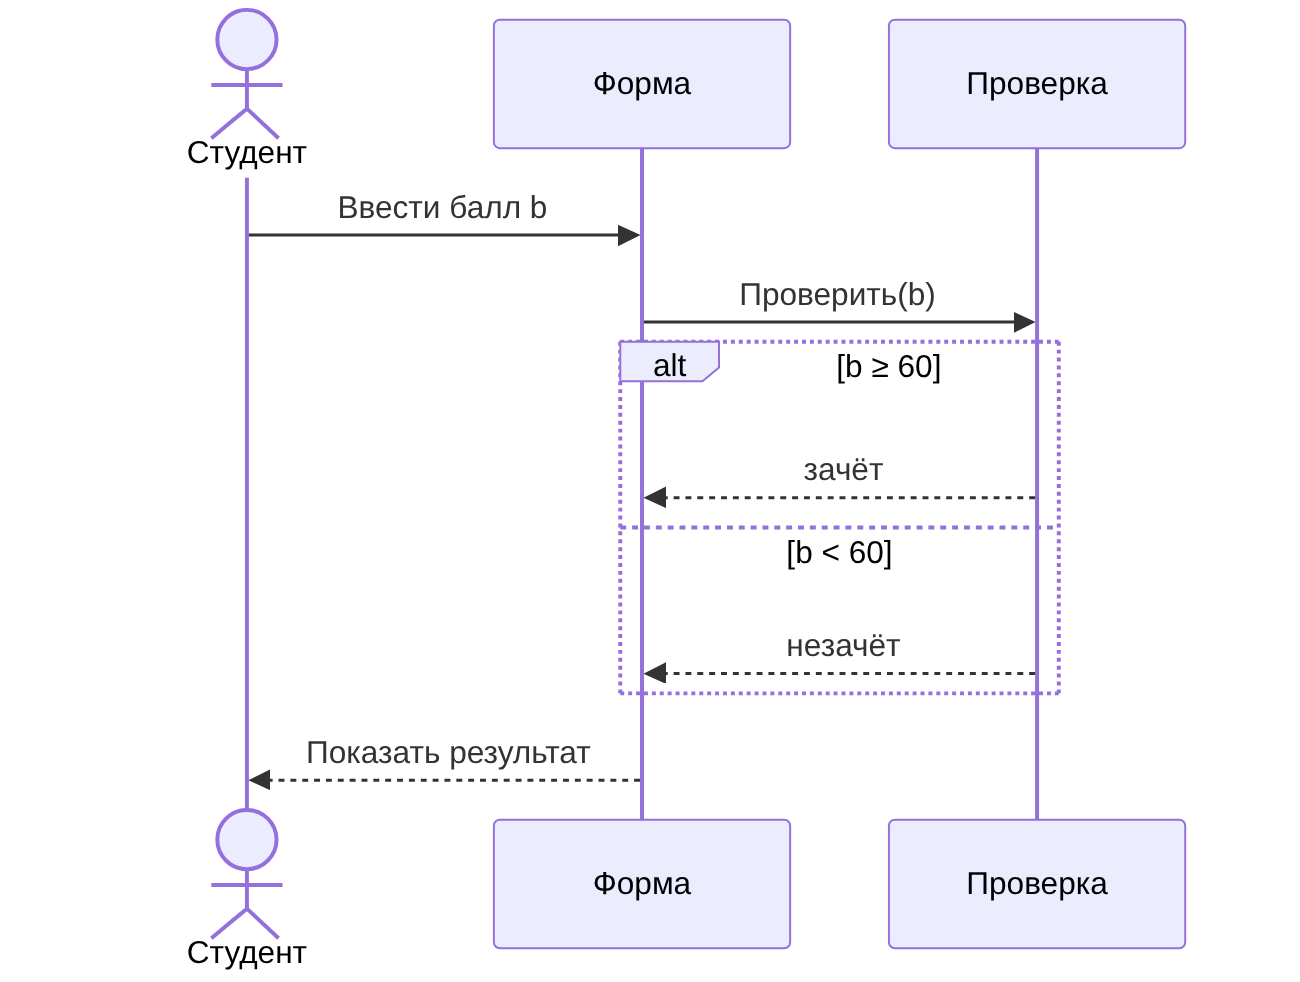 Студент
Форма
Проверка
Ввести балл b
Проверить(b)
alt
[b ≥ 60]
зачёт
[b < 60]
незачёт
Показать результат
Студент
Форма
Проверка